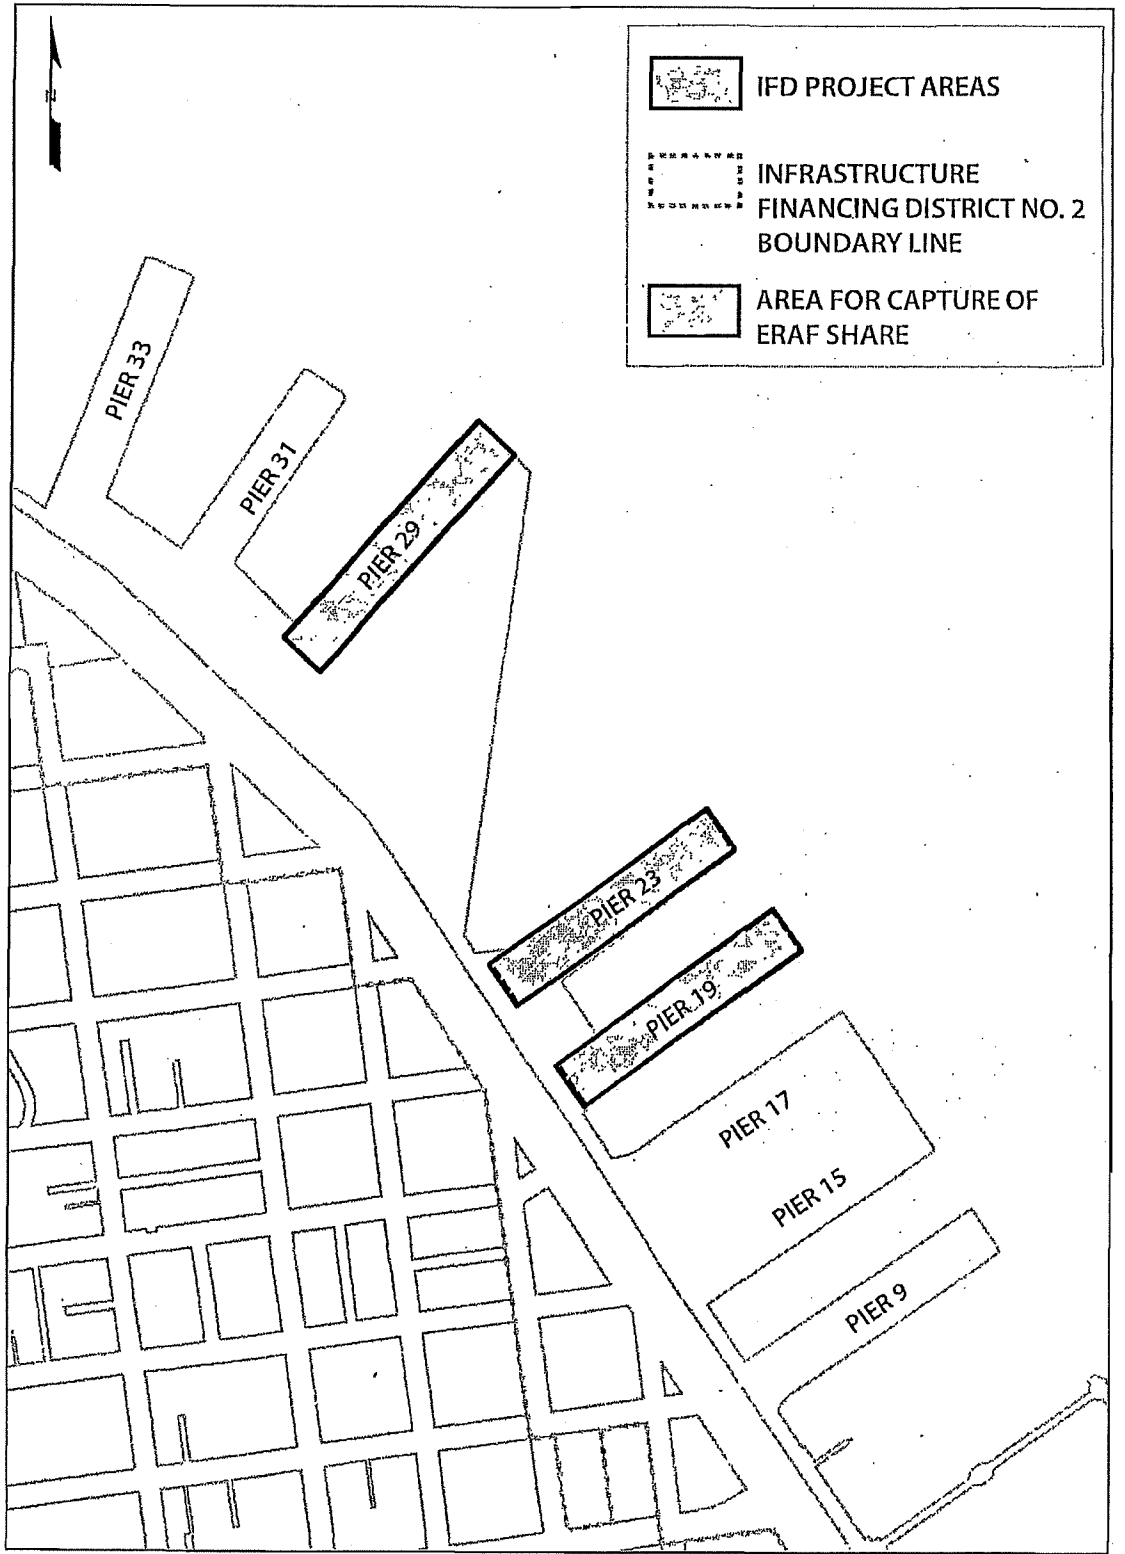 IFD PROJECT AREAS
INFRASTRUCTURE
FINANCING DISTRICT NO. 2
BOUNDARY LINE
AREA FOR CAPTURE OF
ERAF SHARE
PIER 33
PIER 31
PIER 29
PIER 23
PIER 19
PIER 17
PIER 15
PIER 9